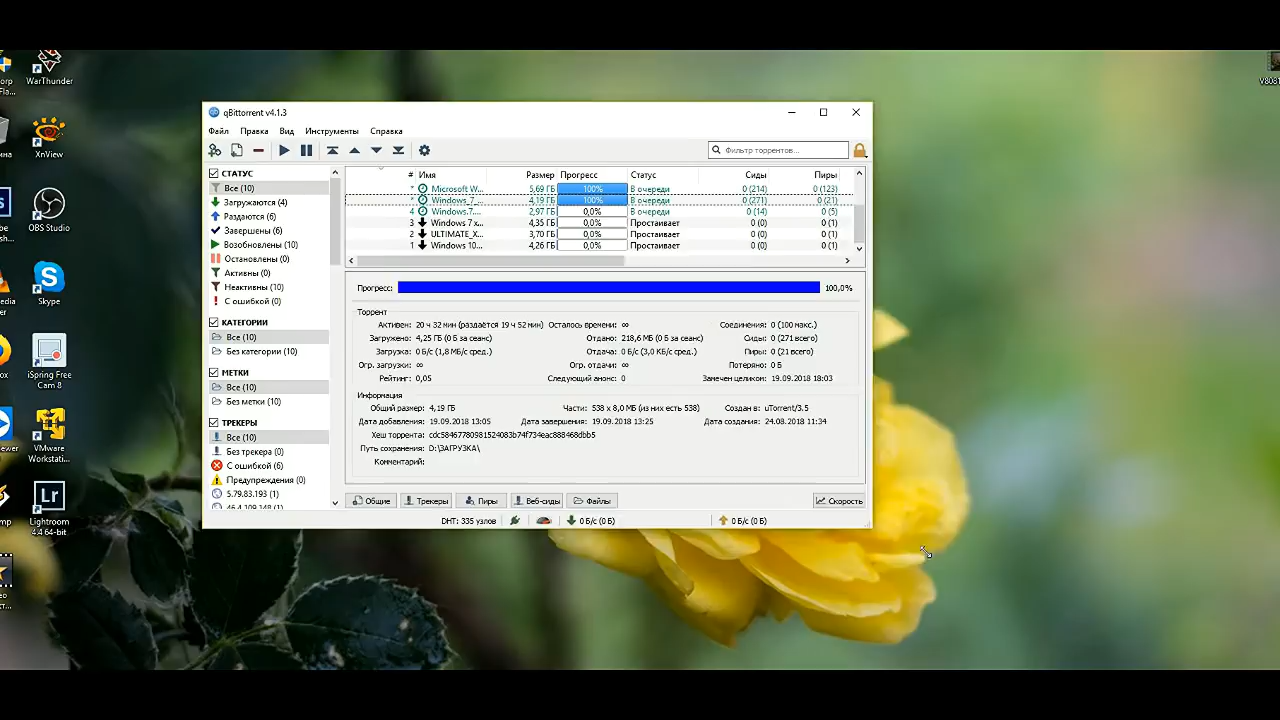 WarThunder
XnView
OBS Studio
Skype
iSpring Free
Cam 8
VMware
Workstati...
Lightroom
4.4 64-bit
qBittorrent v4.1.3
Файл Правка Вид Инструменты Справка
Фильтр торрентов...
СТАТУС
Все (10)
Загружаются (4)
Раздаются (6)
Завершены (6)
Возобновлены (10)
Остановлены (0)
Активны (0)
Неактивны (10)
С ошибкой (0)
КАТЕГОРИИ
Все (10)
Без категории (10)
МЕТКИ
Все (10)
Без метки (10)
ТРЕКЕРЫ
Все (10)
Без трекера (0)
С ошибкой (6)
Предупреждения (0)
5.79.83.193 (1)
46.4.109.148 (1)
# Имя Размер Прогресс Статус Сиды Пиры
* Microsoft W... 5,69 ГБ 100% В очереди 0 (214) 0 (123)
* Windows_7_... 4,19 ГБ 100% В очереди 0 (271) 0 (21)
4 Windows.7.... 2,97 ГБ 0,0% В очереди 0 (14) 0 (5)
3 Windows 7 x... 4,35 ГБ 0,0% Простаивает 0 (0) 0 (1)
2 ULTIMATE_X... 3,70 ГБ 0,0% Простаивает 0 (0) 0 (1)
1 Windows 10... 4,26 ГБ 0,0% Простаивает 0 (0) 0 (1)
Прогресс: 100,0%
Торрент
Активен: 20 ч 32 мин (раздаётся 19 ч 52 мин) Осталось времени: ∞ Соединения: 0 (100 макс.)
Загружено: 4,25 ГБ (0 Б за сеанс) Отдано: 218,6 МБ (0 Б за сеанс) Сиды: 0 (271 всего)
Загрузка: 0 Б/с (1,8 МБ/с сред.) Отдача: 0 Б/с (3,0 КБ/с сред.) Пиры: 0 (21 всего)
Огр. загрузки: ∞ Огр. отдачи: ∞ Потеряно: 0 Б
Рейтинг: 0,05 Следующий анонс: 0 Замечен целиком: 19.09.2018 18:03
Информация
Общий размер: 4,19 ГБ Части: 538 x 8,0 МБ (из них есть 538) Создан в: uTorrent/3.5
Дата добавления: 19.09.2018 13:05 Дата завершения: 19.09.2018 13:25 Дата создания: 24.08.2018 11:34
Хеш торрента: cdc58467780981524083b74f734eac888468dbb5
Путь сохранения: D:\ЗАГРУЗКА\
Комментарий:
Общие Трекеры Пиры Веб-сиды Файлы Скорость
DHT: 335 узлов 0 Б/с (0 Б) 0 Б/с (0 Б)